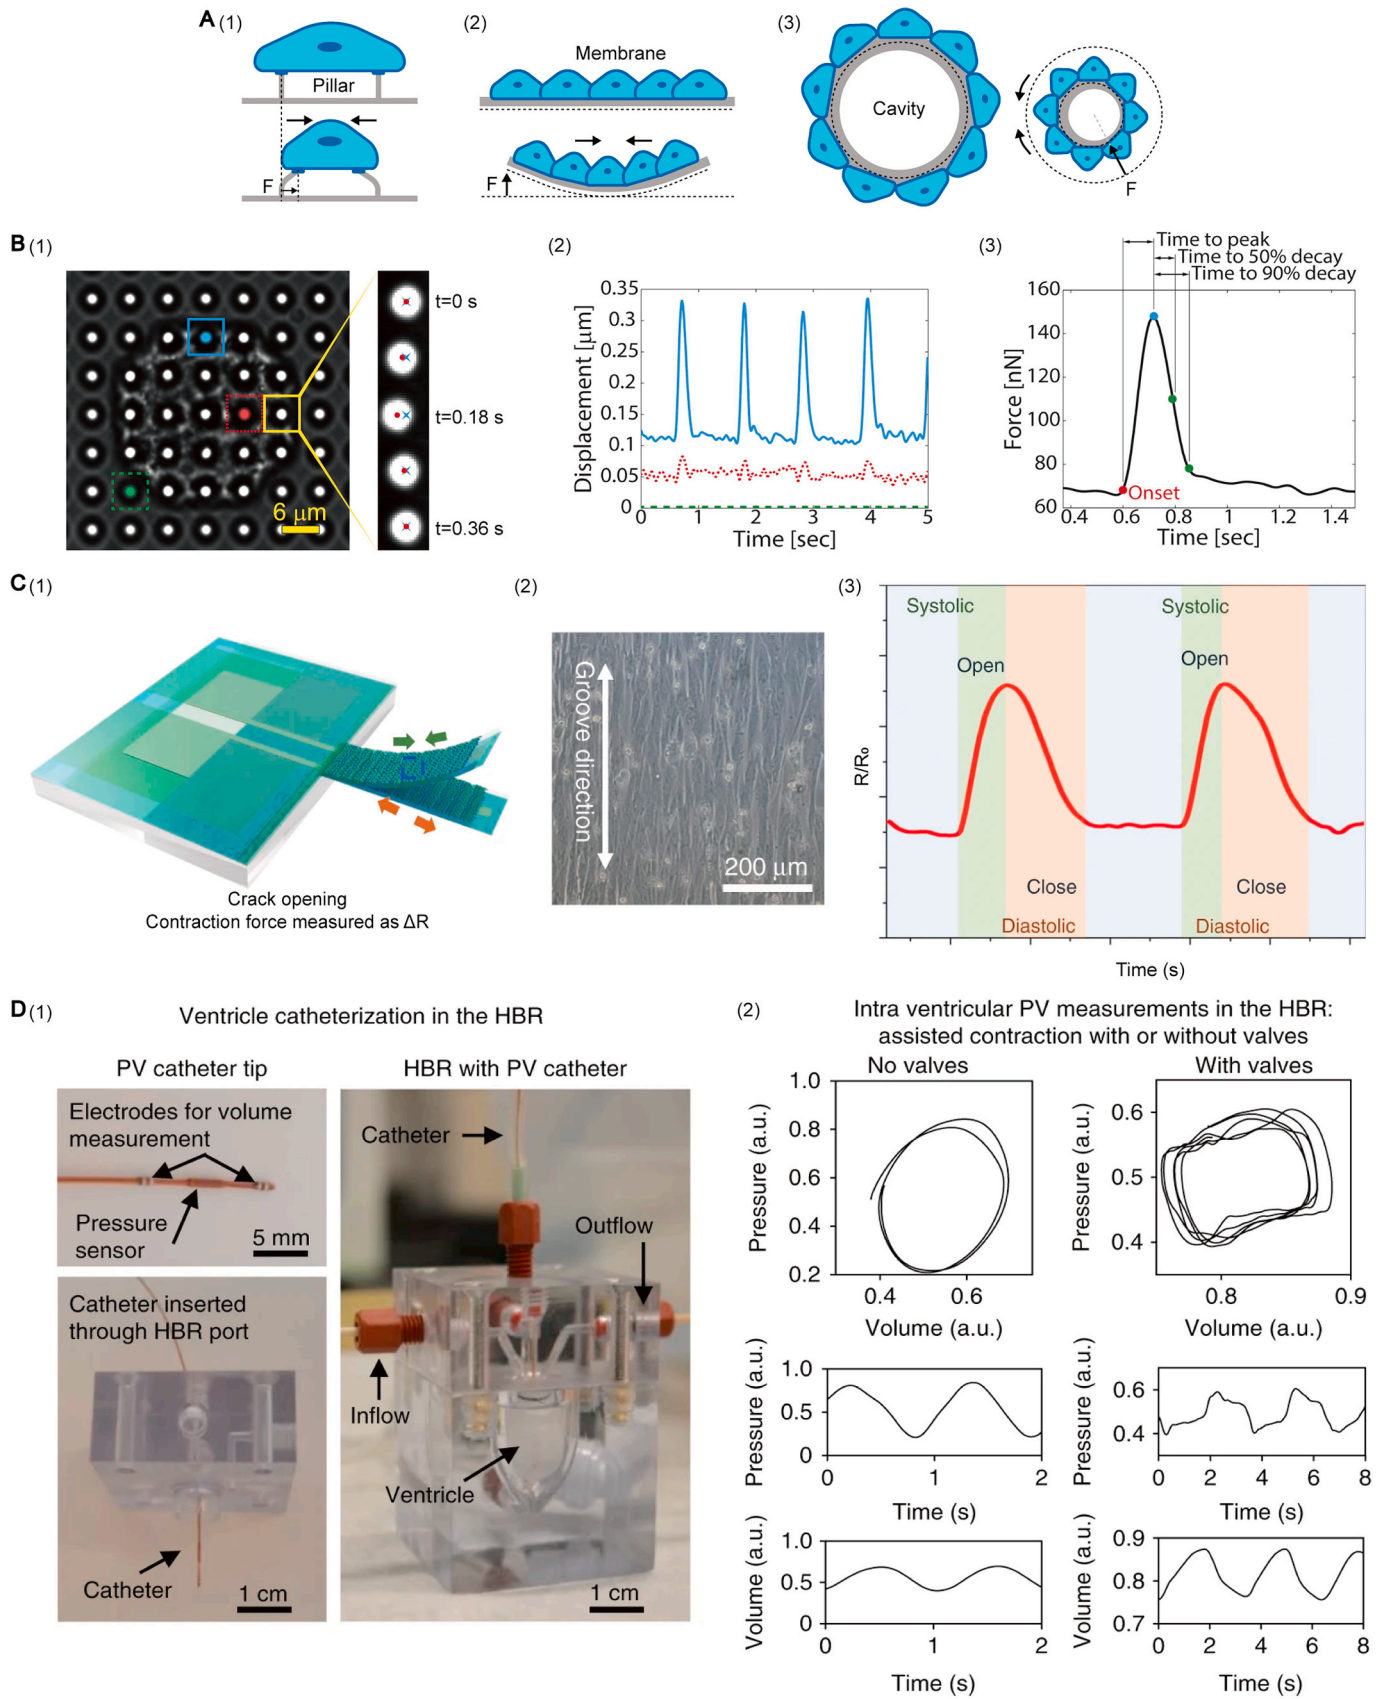 A (1)
(2)
(3)
Membrane
Pillar
Cavity
F
F
F
B (1)
(2)
(3)
t=0 s
t=0.18 s
t=0.36 s
6 μm
0.35
0.3
0.25
0.2
0.15
0.1
0.05
0
Displacement [μm]
0 1 2 3 4 5
Time [sec]
Time to peak
Time to 50% decay
Time to 90% decay
160
140
120
100
80
60
Force [nN]
Onset
0.4 0.6 0.8 1 1.2 1.4
Time [sec]
C (1)
(2)
(3)
Crack opening
Contraction force measured as ΔR
Groove direction
200 μm
Systolic
Systolic
Open
Open
R/R₀
Close
Close
Diastolic
Diastolic
Time (s)
D (1)
Ventricle catheterization in the HBR
PV catheter tip
HBR with PV catheter
Electrodes for volume
measurement
Pressure
sensor
5 mm
Catheter inserted
through HBR port
Catheter
1 cm
Catheter
Outflow
Inflow
Ventricle
1 cm
(2)
Intra ventricular PV measurements in the HBR:
assisted contraction with or without valves
No valves
With valves
1.0
0.8
0.6
0.4
0.2
Pressure (a.u.)
0.4 0.6
Volume (a.u.)
0.6
0.5
0.4
Pressure (a.u.)
0.8 0.9
Volume (a.u.)
1.0
0.5
0
Pressure (a.u.)
0 1 2
Time (s)
0.6
0.4
Pressure (a.u.)
0 2 4 6 8
Time (s)
1.0
0.5
0
Volume (a.u.)
0 1 2
Time (s)
0.9
0.8
0.7
Volume (a.u.)
0 2 4 6 8
Time (s)